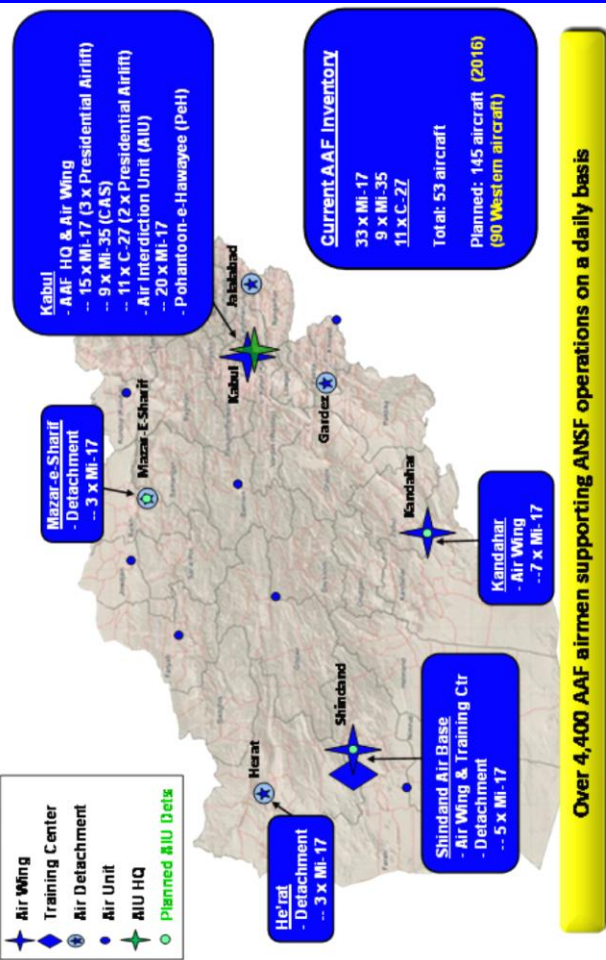 Air Wing
Training Center
Air Detachment
Air Unit
AIU HQ
Planned AIU Dets
Mazar-e-Sharif
- Detachment
-- 3 x Mi-17
Kabul
- AAF HQ & Air Wing
-- 15 x Mi-17 (3 x Presidential Airlift)
-- 9 x Mi-35 (CAS)
-- 11 x C-27 (2 x Presidential Airlift)
- Air Interdiction Unit (AIU)
-- 20 x Mi-17
- Pohantoon-e-Hawayee (PeH)
Mazar-E-Sharif
Kabul
Jalalabad
Gardez
Herat
Shindand
Kandahar
He'rat
- Detachment
-- 3 x Mi-17
Shindand Air Base
- Air Wing & Training Ctr
- Detachment
-- 5 x Mi-17
Kandahar
- Air Wing
--7 x Mi-17
Current AAF Inventory
33 x Mi-17
9 x Mi-35
11 x C-27
Total: 53 aircraft
Planned: 145 aircraft (2016)
(90 Western aircraft)
Over 4,400 AAF airmen supporting ANSF operations on a daily basis